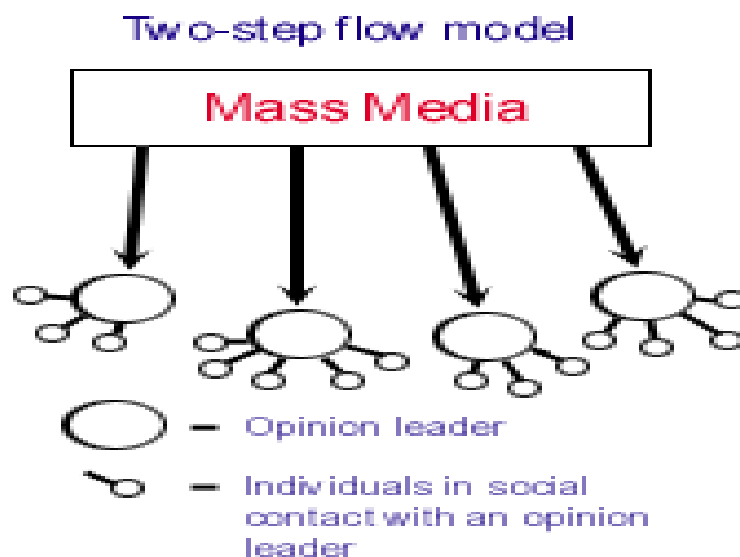 Two-step flow model
Mass Media
– Opinion leader
– Individuals in social
contact with an opinion
leader